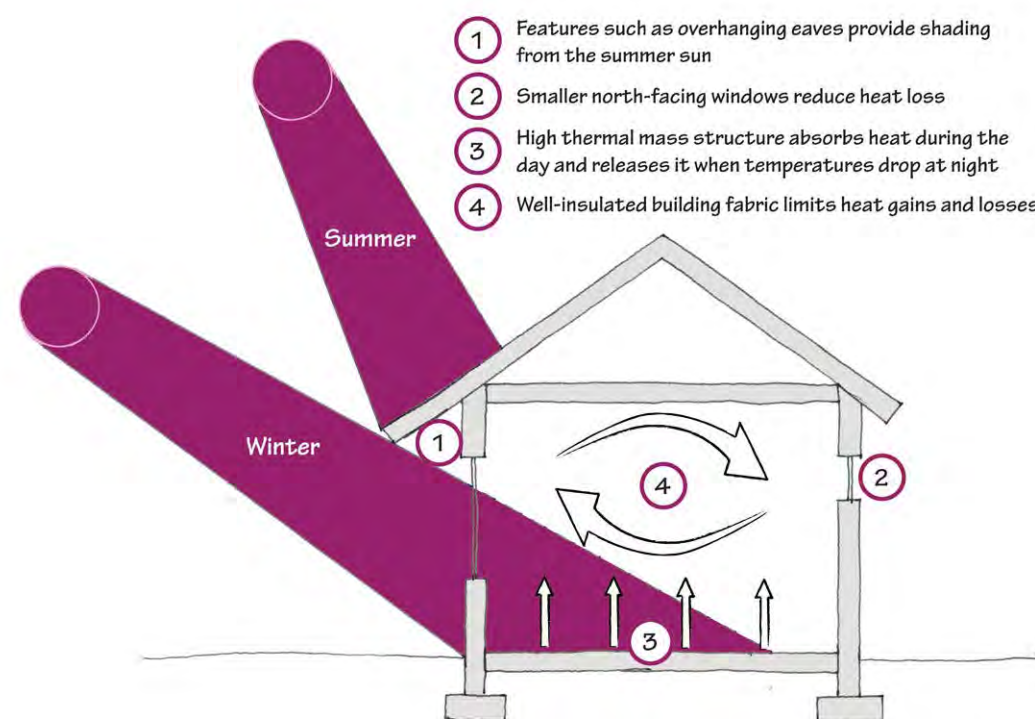 1 Features such as overhanging eaves provide shading
from the summer sun
2 Smaller north-facing windows reduce heat loss
3 High thermal mass structure absorbs heat during the
day and releases it when temperatures drop at night
4 Well-insulated building fabric limits heat gains and losses
Summer
Winter
1
4
2
3